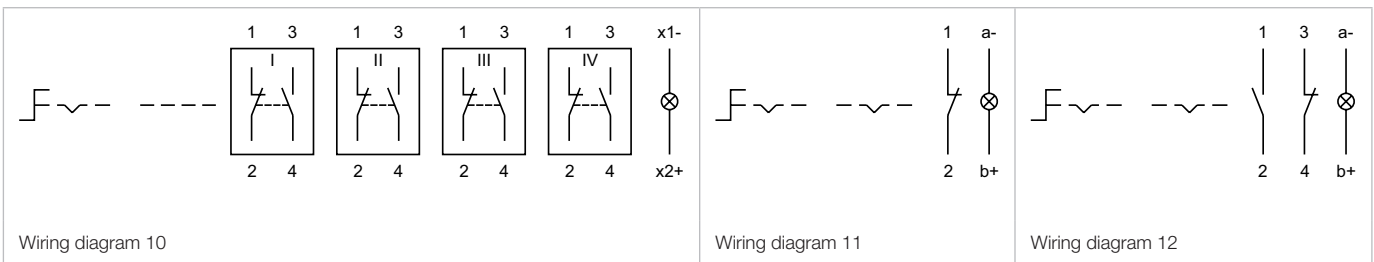 1 3 1 3 1 3 1 3 x1-
I II III IV
2 4 2 4 2 4 2 4 x2+
Wiring diagram 10
1 a-
2 b+
Wiring diagram 11
1 3 a-
2 4 b+
Wiring diagram 12